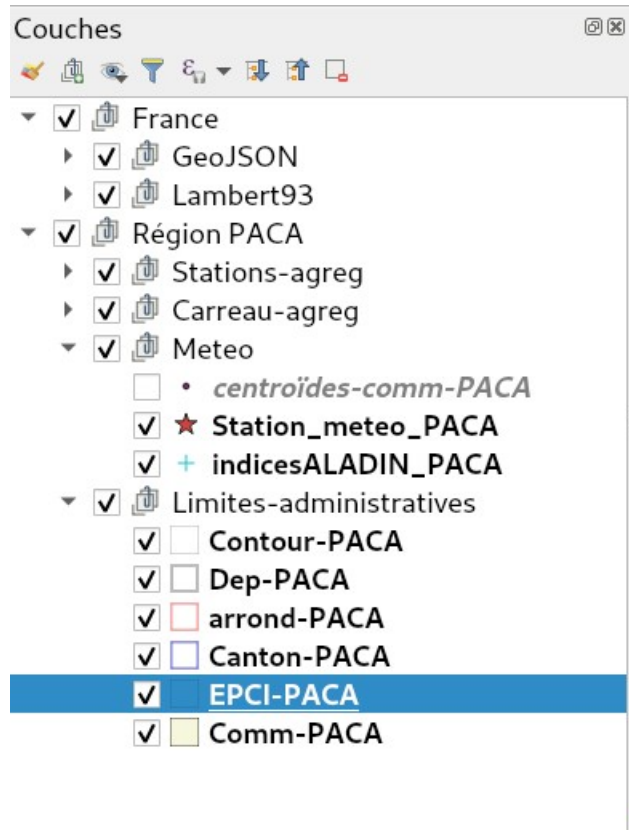 Couches
France
GeoJSON
Lambert93
Région PACA
Stations-agreg
Carreau-agreg
Meteo
centroïdes-comm-PACA
Station_meteo_PACA
indicesALADIN_PACA
Limites-administratives
Contour-PACA
Dep-PACA
arrond-PACA
Canton-PACA
EPCI-PACA
Comm-PACA